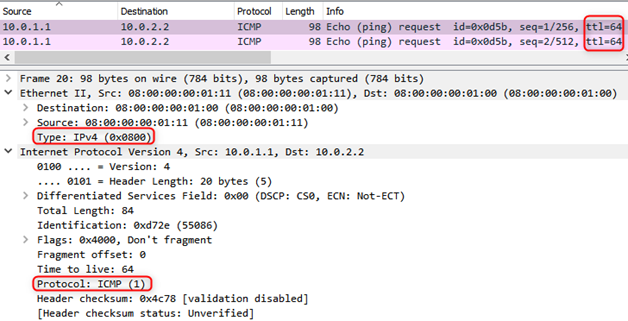 Source Destination Protocol Length Info
10.0.1.1 10.0.2.2 ICMP 98 Echo (ping) request id=0x0d5b, seq=1/256, ttl=64
10.0.1.1 10.0.2.2 ICMP 98 Echo (ping) request id=0x0d5b, seq=2/512, ttl=64
Frame 20: 98 bytes on wire (784 bits), 98 bytes captured (784 bits)
Ethernet II, Src: 08:00:00:00:01:11 (08:00:00:00:01:11), Dst: 08:00:00:00:01:00 (08:00:00:00:01:00)
Destination: 08:00:00:00:01:00 (08:00:00:00:01:00)
Source: 08:00:00:00:01:11 (08:00:00:00:01:11)
Type: IPv4 (0x0800)
Internet Protocol Version 4, Src: 10.0.1.1, Dst: 10.0.2.2
0100 .... = Version: 4
.... 0101 = Header Length: 20 bytes (5)
Differentiated Services Field: 0x00 (DSCP: CS0, ECN: Not-ECT)
Total Length: 84
Identification: 0xd72e (55086)
Flags: 0x4000, Don't fragment
Fragment offset: 0
Time to live: 64
Protocol: ICMP (1)
Header checksum: 0x4c78 [validation disabled]
[Header checksum status: Unverified]